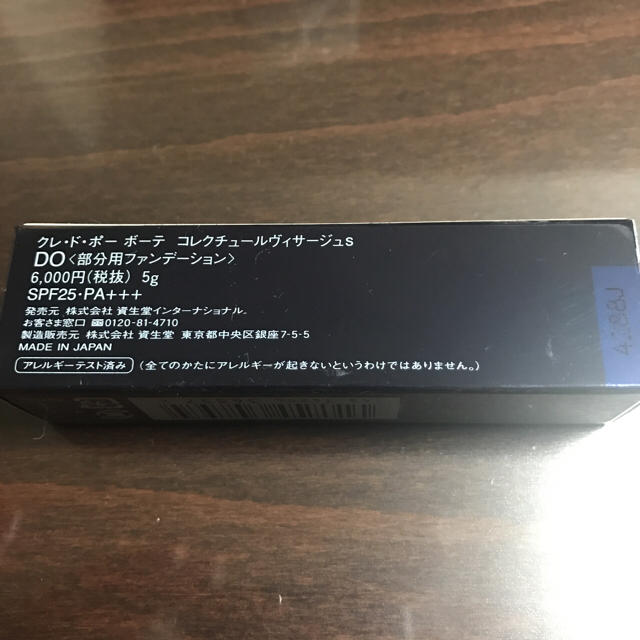 クレ・ド・ポー ボーテ コレクチュールヴィサージュs
DO〈部分用ファンデーション〉
6,000円(税抜) 5g
SPF25・PA+++
発売元 株式会社 資生堂インターナショナル
お客さま窓口 0120-81-4710
製造販売元 株式会社 資生堂 東京都中央区銀座7-5-5
MADE IN JAPAN
アレルギーテスト済み (全てのかたにアレルギーが起きないというわけではありません。)